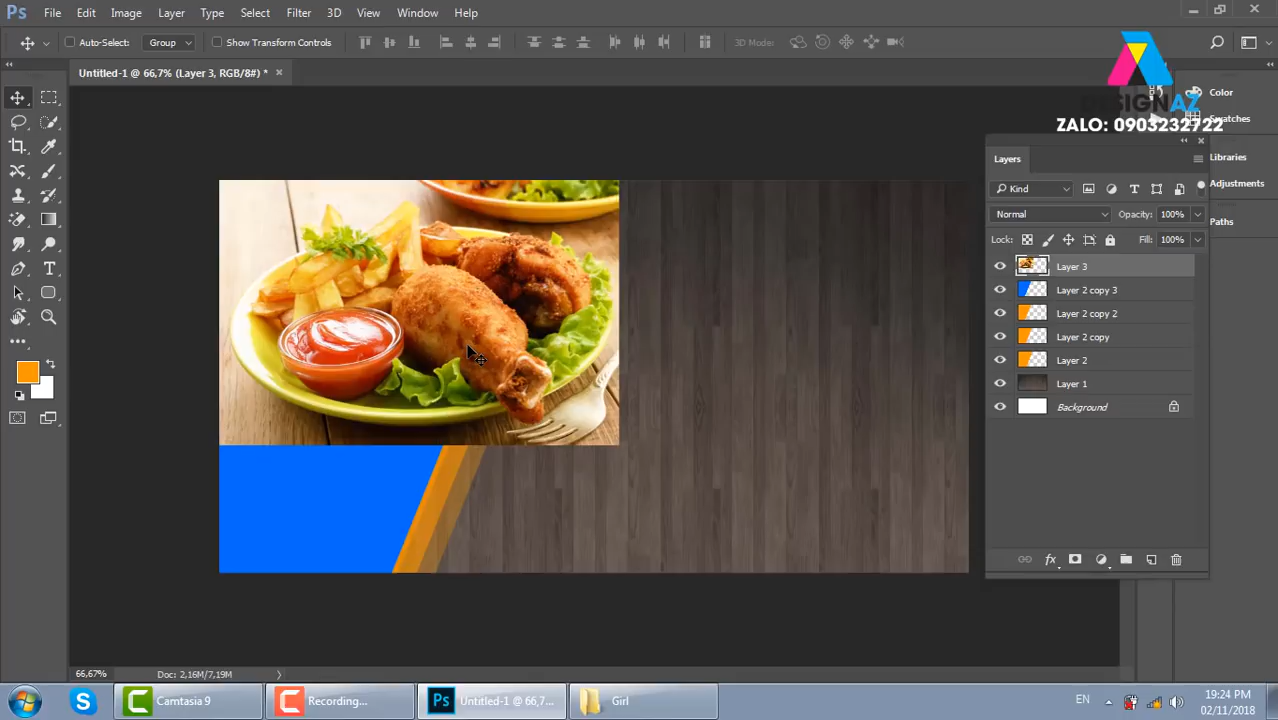 Ps File Edit Image Layer Type Select Filter 3D View Window Help
Auto-Select: Group Show Transform Controls 3D Mode:
Untitled-1 @ 66,7% (Layer 3, RGB/8#) * ×
DESIGNAZ
ZALO: 0903232722
Color
Swatches
Libraries
Adjustments
Paths
Layers
Kind
Normal Opacity: 100%
Lock: Fill: 100%
Layer 3
Layer 2 copy 3
Layer 2 copy 2
Layer 2 copy
Layer 2
Layer 1
Background
fx
66,67% Doc: 2,16M/7,19M
Camtasia 9 Recording... Ps Untitled-1 @ 66,7... Girl EN 19:24 PM
02/11/2018